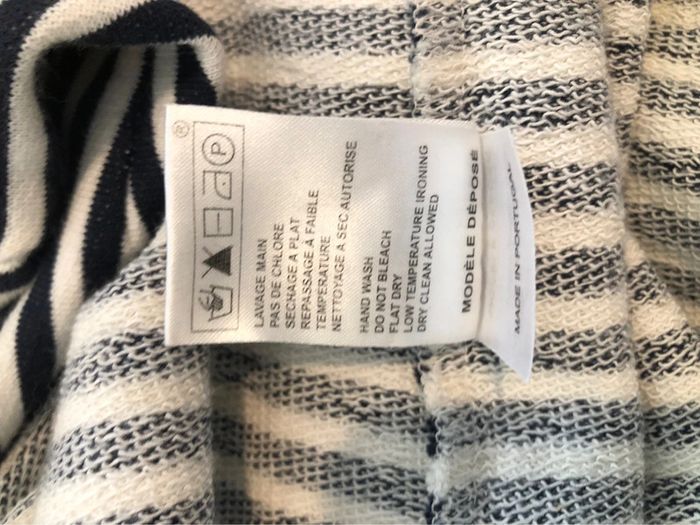 ®
P
LAVAGE MAIN
PAS DE CHLORE
SECHAGE A PLAT
REPASSAGE À FAIBLE
TEMPÉRATURE
NETTOYAGE A SEC AUTORISE
HAND WASH
DO NOT BLEACH
FLAT DRY
LOW TEMPERATURE IRONING
DRY CLEAN ALLOWED
MODÈLE DÉPOSÉ
MADE IN PORTUGAL